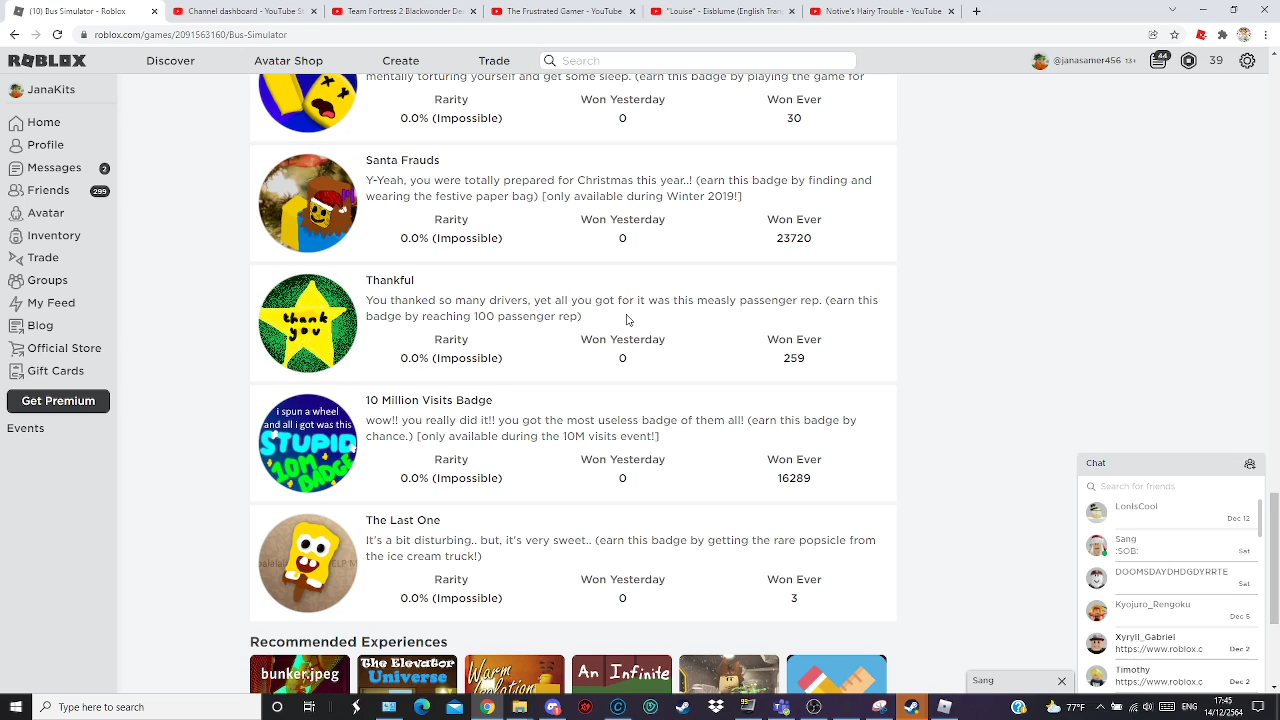 (10) Bus Simulator - Roblox
Channel dashboard - YouTube St
Team Fortress 2 Blackwonder De
The Frustrated Gamer - YouTube
"Louise" - Eisblume (English Tran
Native's Hairy Trouble - YouTube
roblox.com/games/2091563160/Bus-Simulator
ROBLOX
Discover
Avatar Shop
Create
Trade
Search
@janasamer456 13+
39
JanaKits
Home
Profile
Messages 2
Friends 299
Avatar
Inventory
Trade
Groups
My Feed
Blog
Official Store
Gift Cards
Get Premium
Events
mentally torturing yourself and get some sleep. (earn this badge by playing the game for
Rarity Won Yesterday Won Ever
0.0% (Impossible) 0 30
Santa Frauds
Y-Yeah, you were totally prepared for Christmas this year..! (earn this badge by finding and
wearing the festive paper bag) [only available during Winter 2019!]
Rarity Won Yesterday Won Ever
0.0% (Impossible) 0 23720
thank
you
Thankful
You thanked so many drivers, yet all you got for it was this measly passenger rep. (earn this
badge by reaching 100 passenger rep)
Rarity Won Yesterday Won Ever
0.0% (Impossible) 0 259
i spun a wheel
and all i got was this
STUPID
10M
BADGE
10 Million Visits Badge
wow!! you really did it!! you got the most useless badge of them all! (earn this badge by
chance.) [only available during the 10M visits event!]
Rarity Won Yesterday Won Ever
0.0% (Impossible) 0 16289
The Last One
It's a bit disturbing.. but, it's very sweet.. (earn this badge by getting the rare popsicle from
the ice cream truck!)
Rarity Won Yesterday Won Ever
0.0% (Impossible) 0 3
Recommended Experiences
bunker.jpeg
The Elevator
Universe
Warm
An Infinite
Chat
Search for friends
LonIsCool
Dec 12
Sang
:SOB: Sat
DOOMSDAYDHDGDYRRTE
Sat
Kyojuro_Rengoku
Dec 5
Xyryll_Gabriel
https://www.roblox.c Dec 2
Timothy
https://www.roblox.c Dec 2
Sang
Type here to search
77°F
17:45
14/12/2021